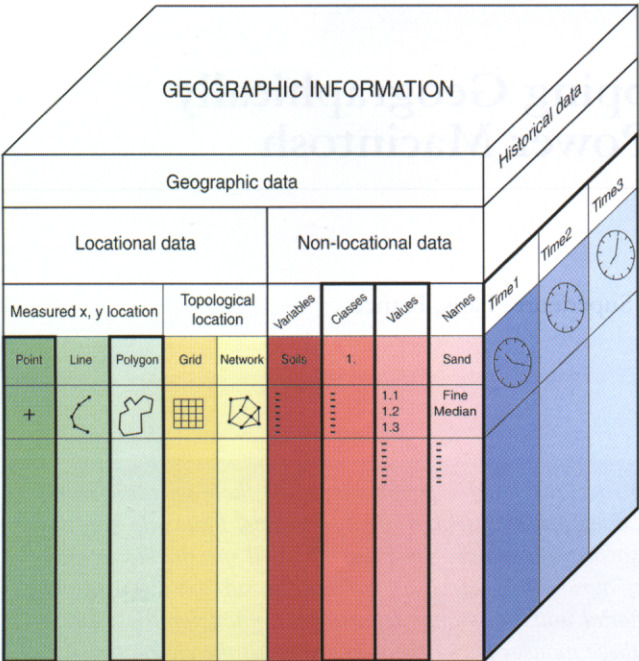 GEOGRAPHIC INFORMATION
Historical data
Geographic data
Locational data
Non-locational data
Time1
Time2
Time3
Measured x, y location
Topological
location
Variables
Classes
Values
Names
Point
Line
Polygon
Grid
Network
Soils
1.
Sand
1.1
1.2
1.3
Fine
Median